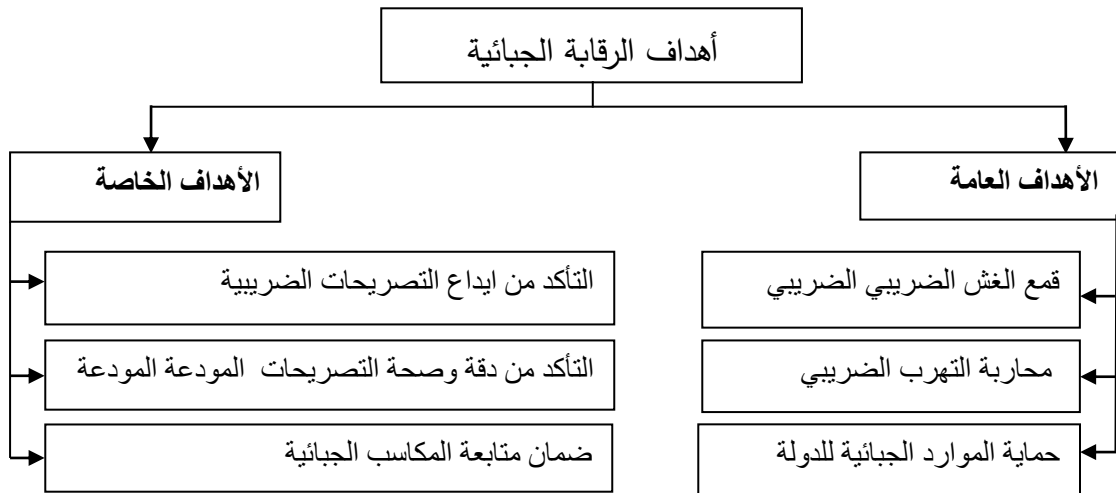 أهداف الرقابة الجبائية
الأهداف العامة
الأهداف الخاصة
قمع الغش الضريبي الضريبي
التأكد من ايداع التصريحات الضريبية
محاربة التهرب الضريبي
التأكد من دقة وصحة التصريحات المودعة المودعة
حماية الموارد الجبائية للدولة
ضمان متابعة المكاسب الجبائية